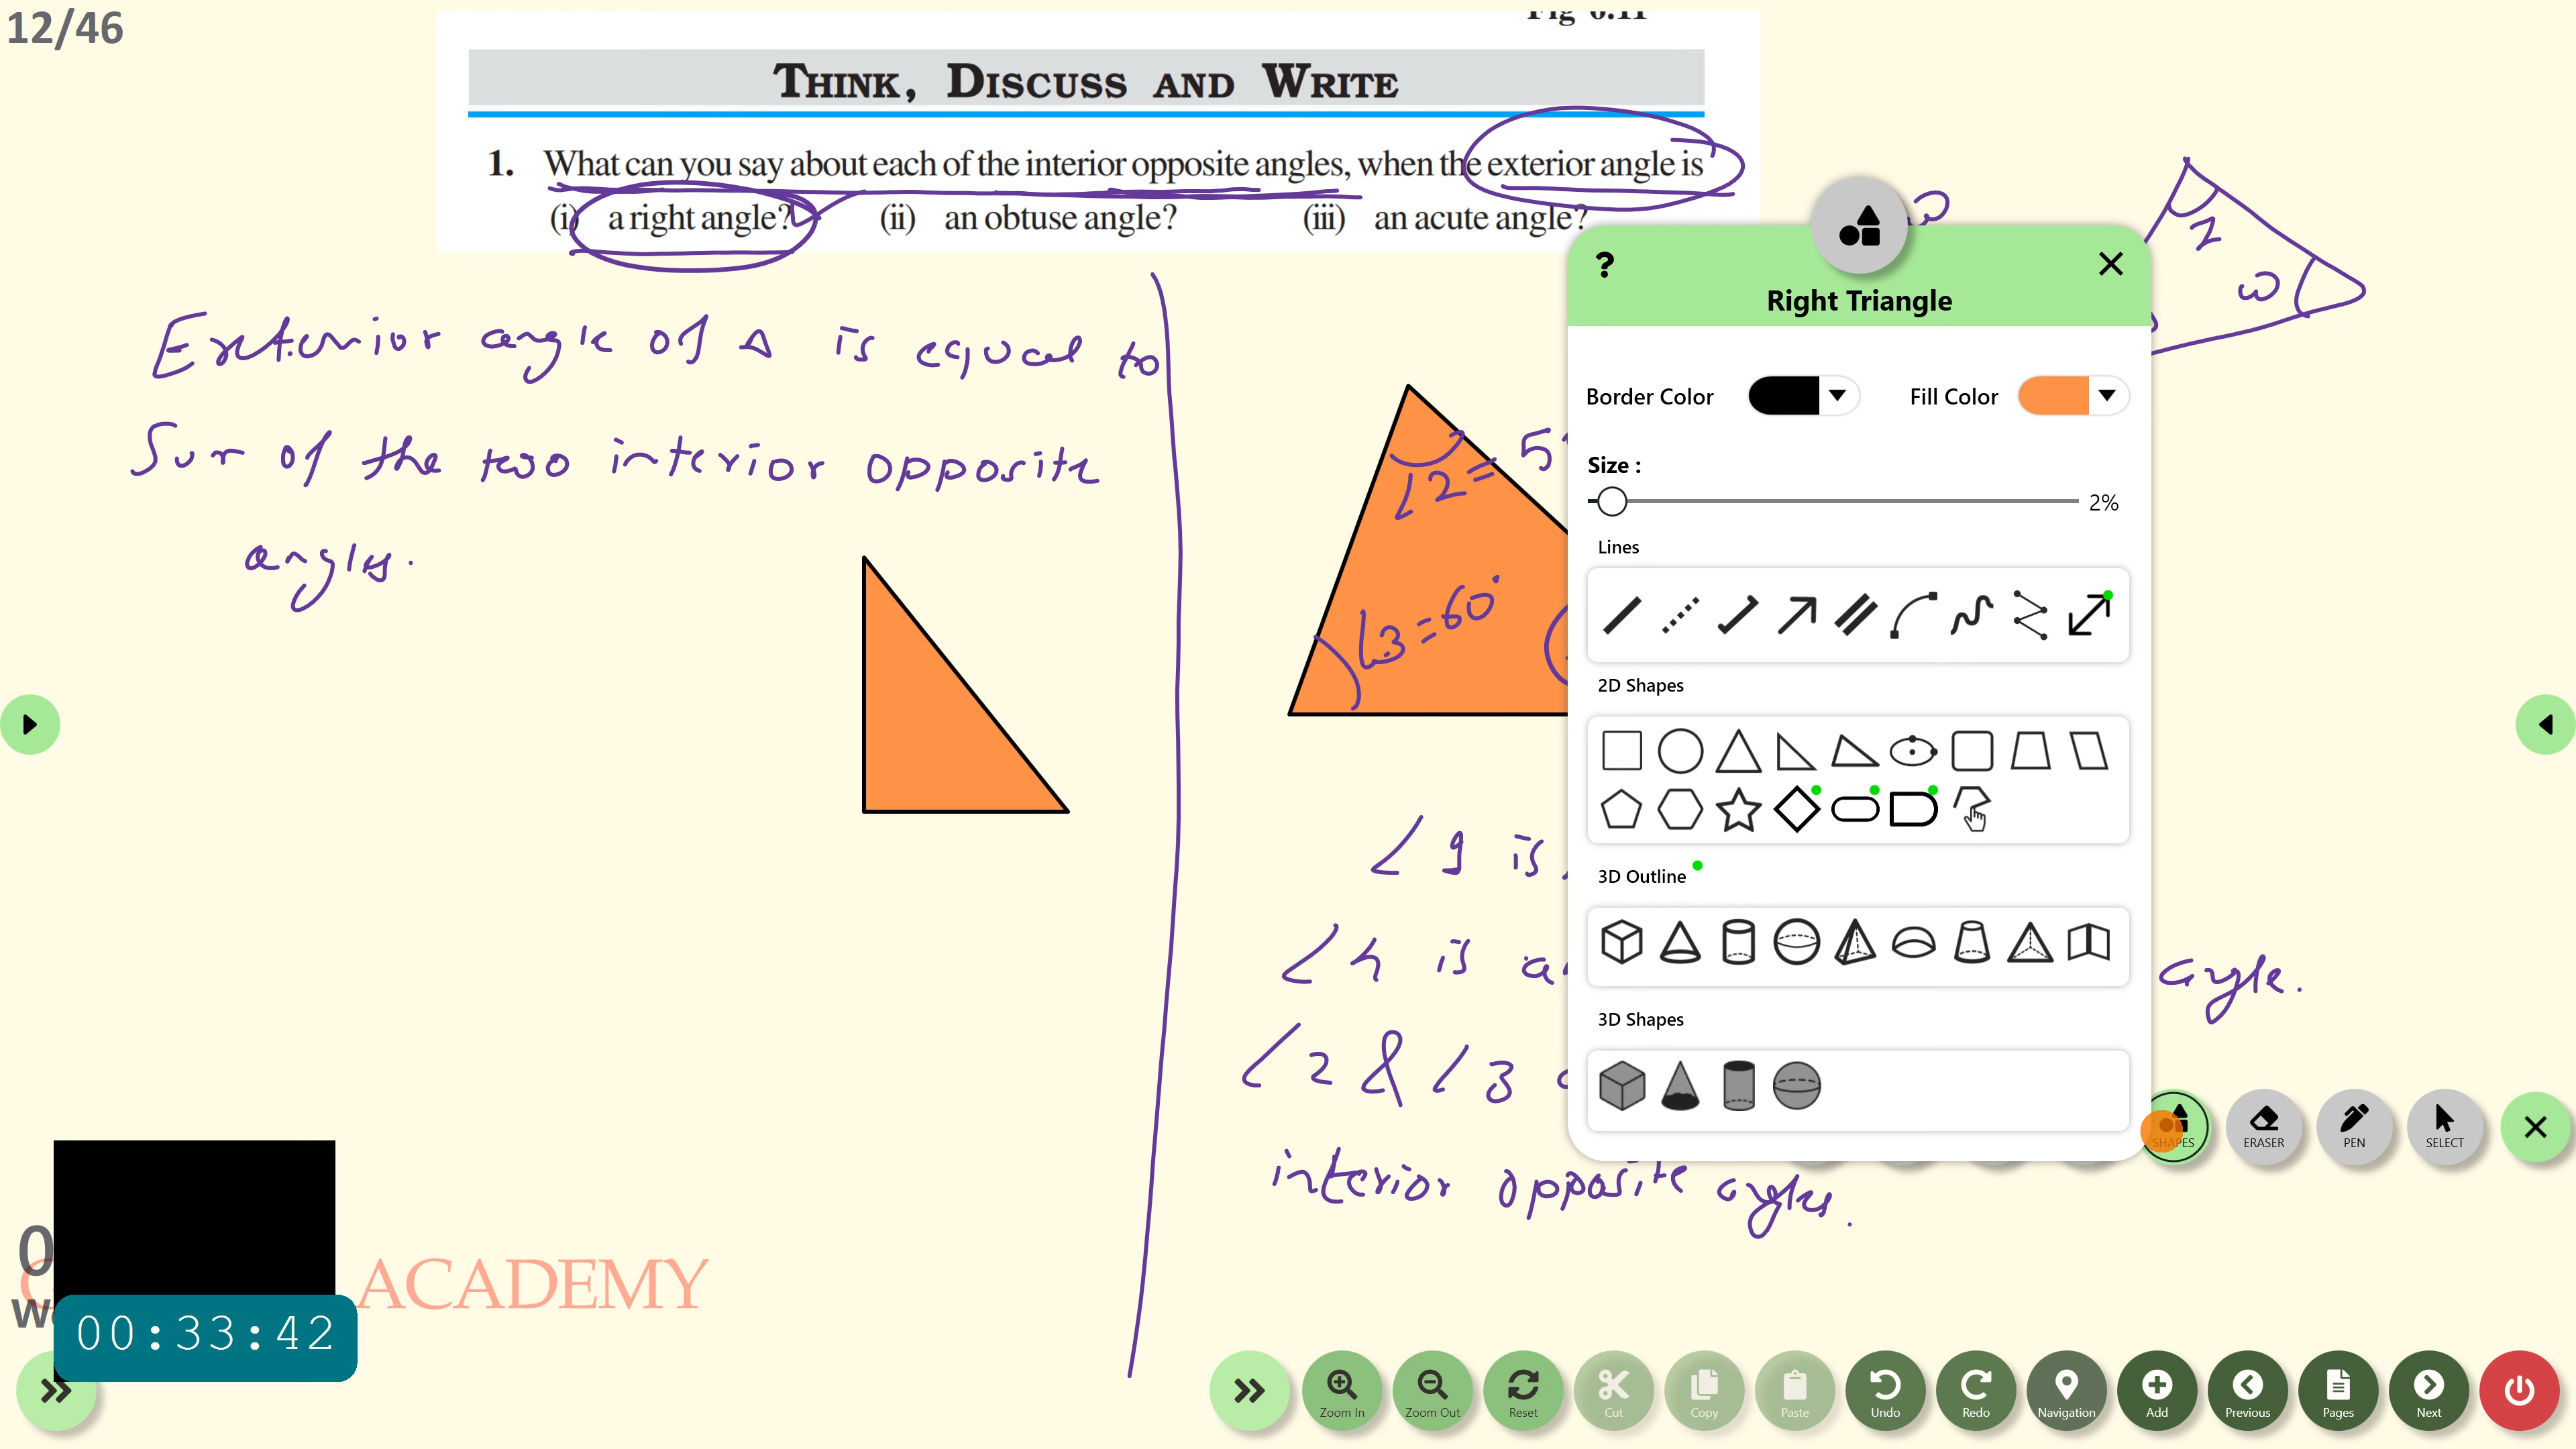 12/46
THINK, DISCUSS AND WRITE
1. What can you say about each of the interior opposite angles, when the exterior angle is
(i) a right angle? (ii) an obtuse angle? (iii) an acute angle?
Exterior angle of Δ is equal to
Sum of the two interior opposite
angles.
∠2 =
∠3 = 60°
z
ω
is
∠4 is
angle.
∠2 & ∠3
interior opposite angles.
?
Right Triangle
Border Color
Fill Color
Size :
2%
Lines
2D Shapes
3D Outline
3D Shapes
SHAPES
ERASER
PEN
SELECT
ACADEMY
00:33:42
Zoom In
Zoom Out
Reset
Cut
Copy
Paste
Undo
Redo
Navigation
Add
Previous
Pages
Next